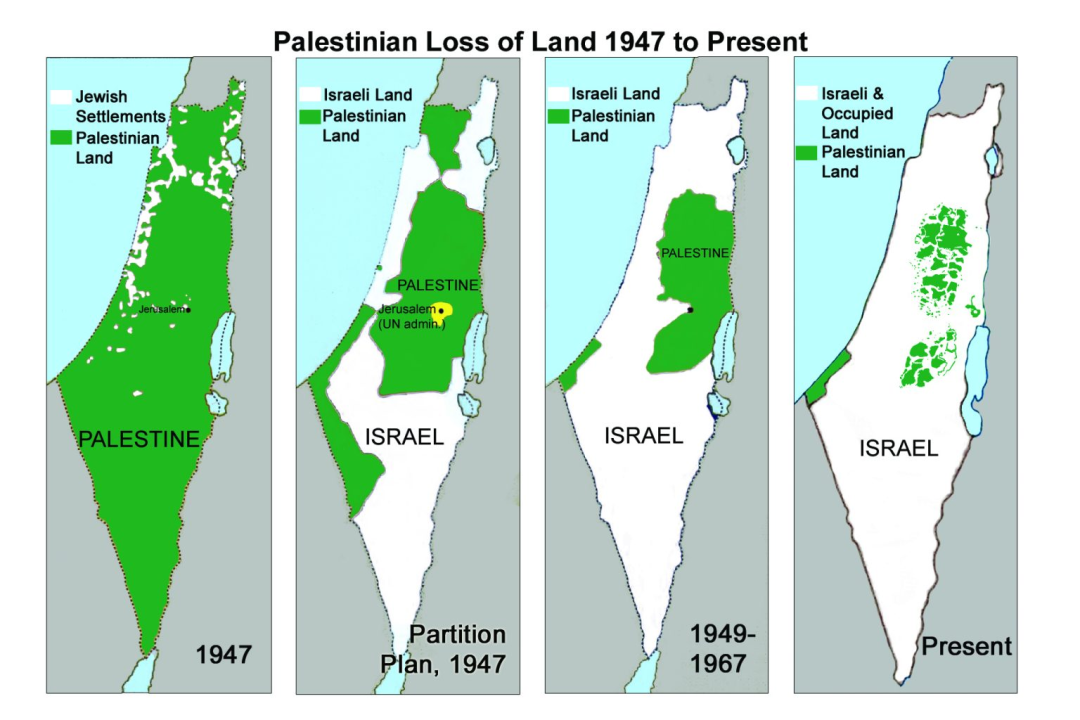 Palestinian Loss of Land 1947 to Present
Jewish
Settlements
Palestinian
Land
Jerusalem
PALESTINE
1947
Israeli Land
Palestinian
Land
PALESTINE
Jerusalem
(UN admin.)
ISRAEL
Partition
Plan, 1947
Israeli Land
Palestinian
Land
PALESTINE
ISRAEL
1949-
1967
Israeli &
Occupied
Land
Palestinian
Land
ISRAEL
Present